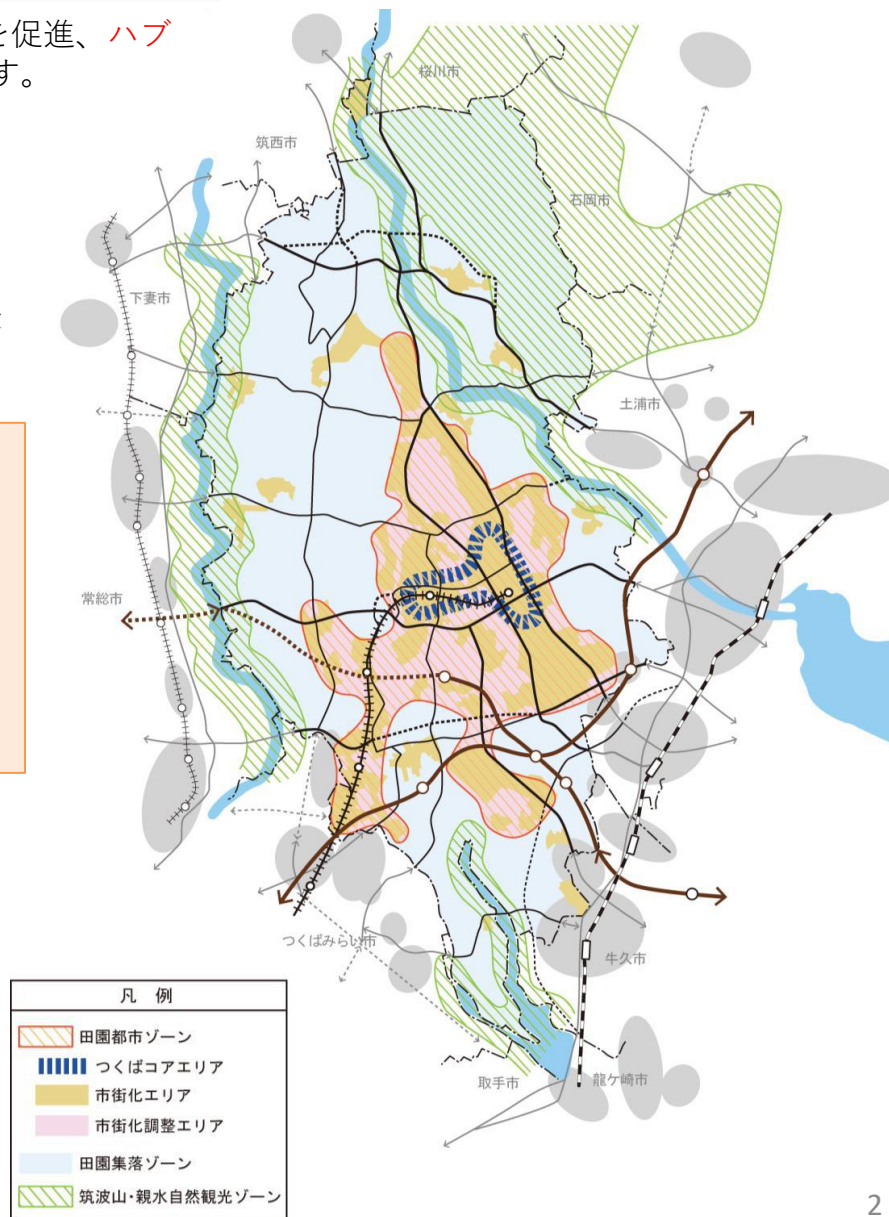 を促進、ハブ
す。
桜川市
筑西市
石岡市
下妻市
土浦市
常総市
つくばみらい市
牛久市
取手市
龍ケ崎市
凡 例
田園都市ゾーン
つくばコアエリア
市街化エリア
市街化調整エリア
田園集落ゾーン
筑波山・親水自然観光ゾーン
2